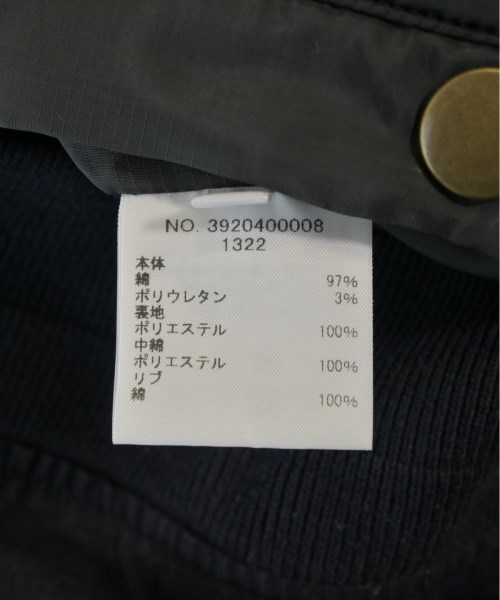 NO. 3920400008
1322
本体
綿 97%
ポリウレタン 3%
裏地
ポリエステル 100%
中綿
ポリエステル 100%
リブ
綿 100%